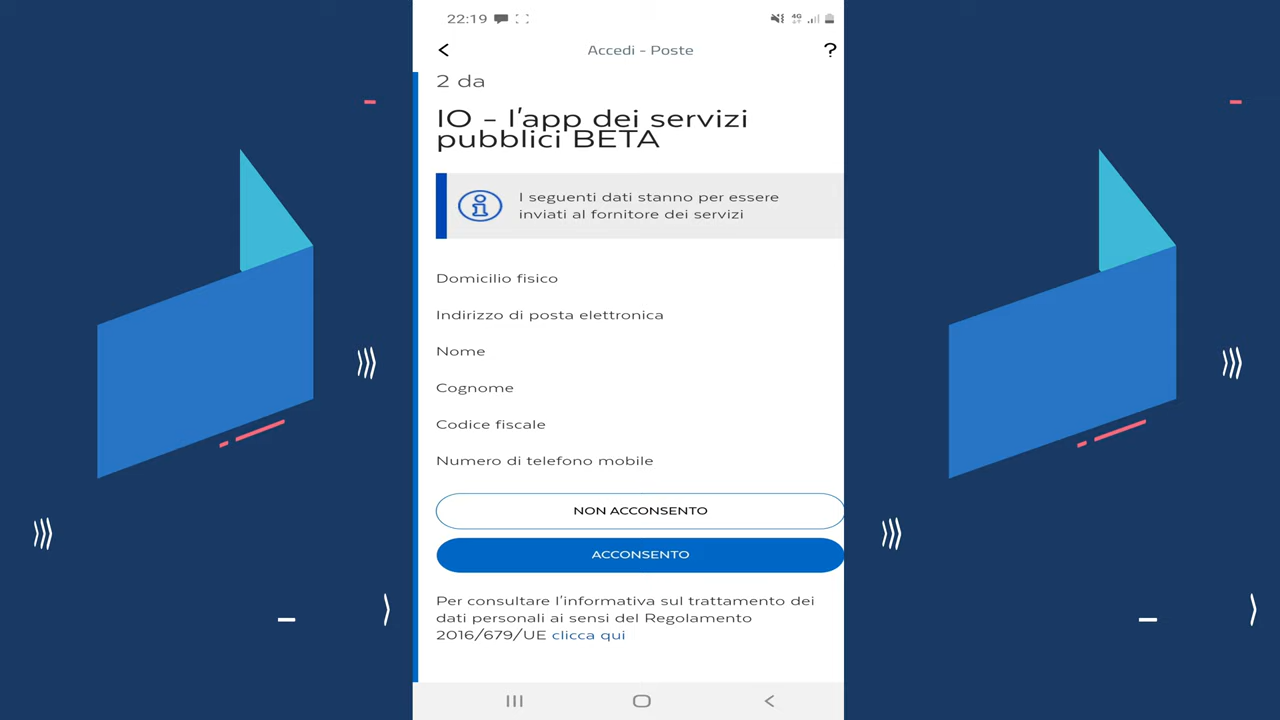 22:19
4G
Accedi - Poste
?
2 da
IO - l'app dei servizi
pubblici BETA
I seguenti dati stanno per essere
inviati al fornitore dei servizi
Domicilio fisico
Indirizzo di posta elettronica
Nome
Cognome
Codice fiscale
Numero di telefono mobile
NON ACCONSENTO
ACCONSENTO
Per consultare l'informativa sul trattamento dei
dati personali ai sensi del Regolamento
2016/679/UE clicca qui